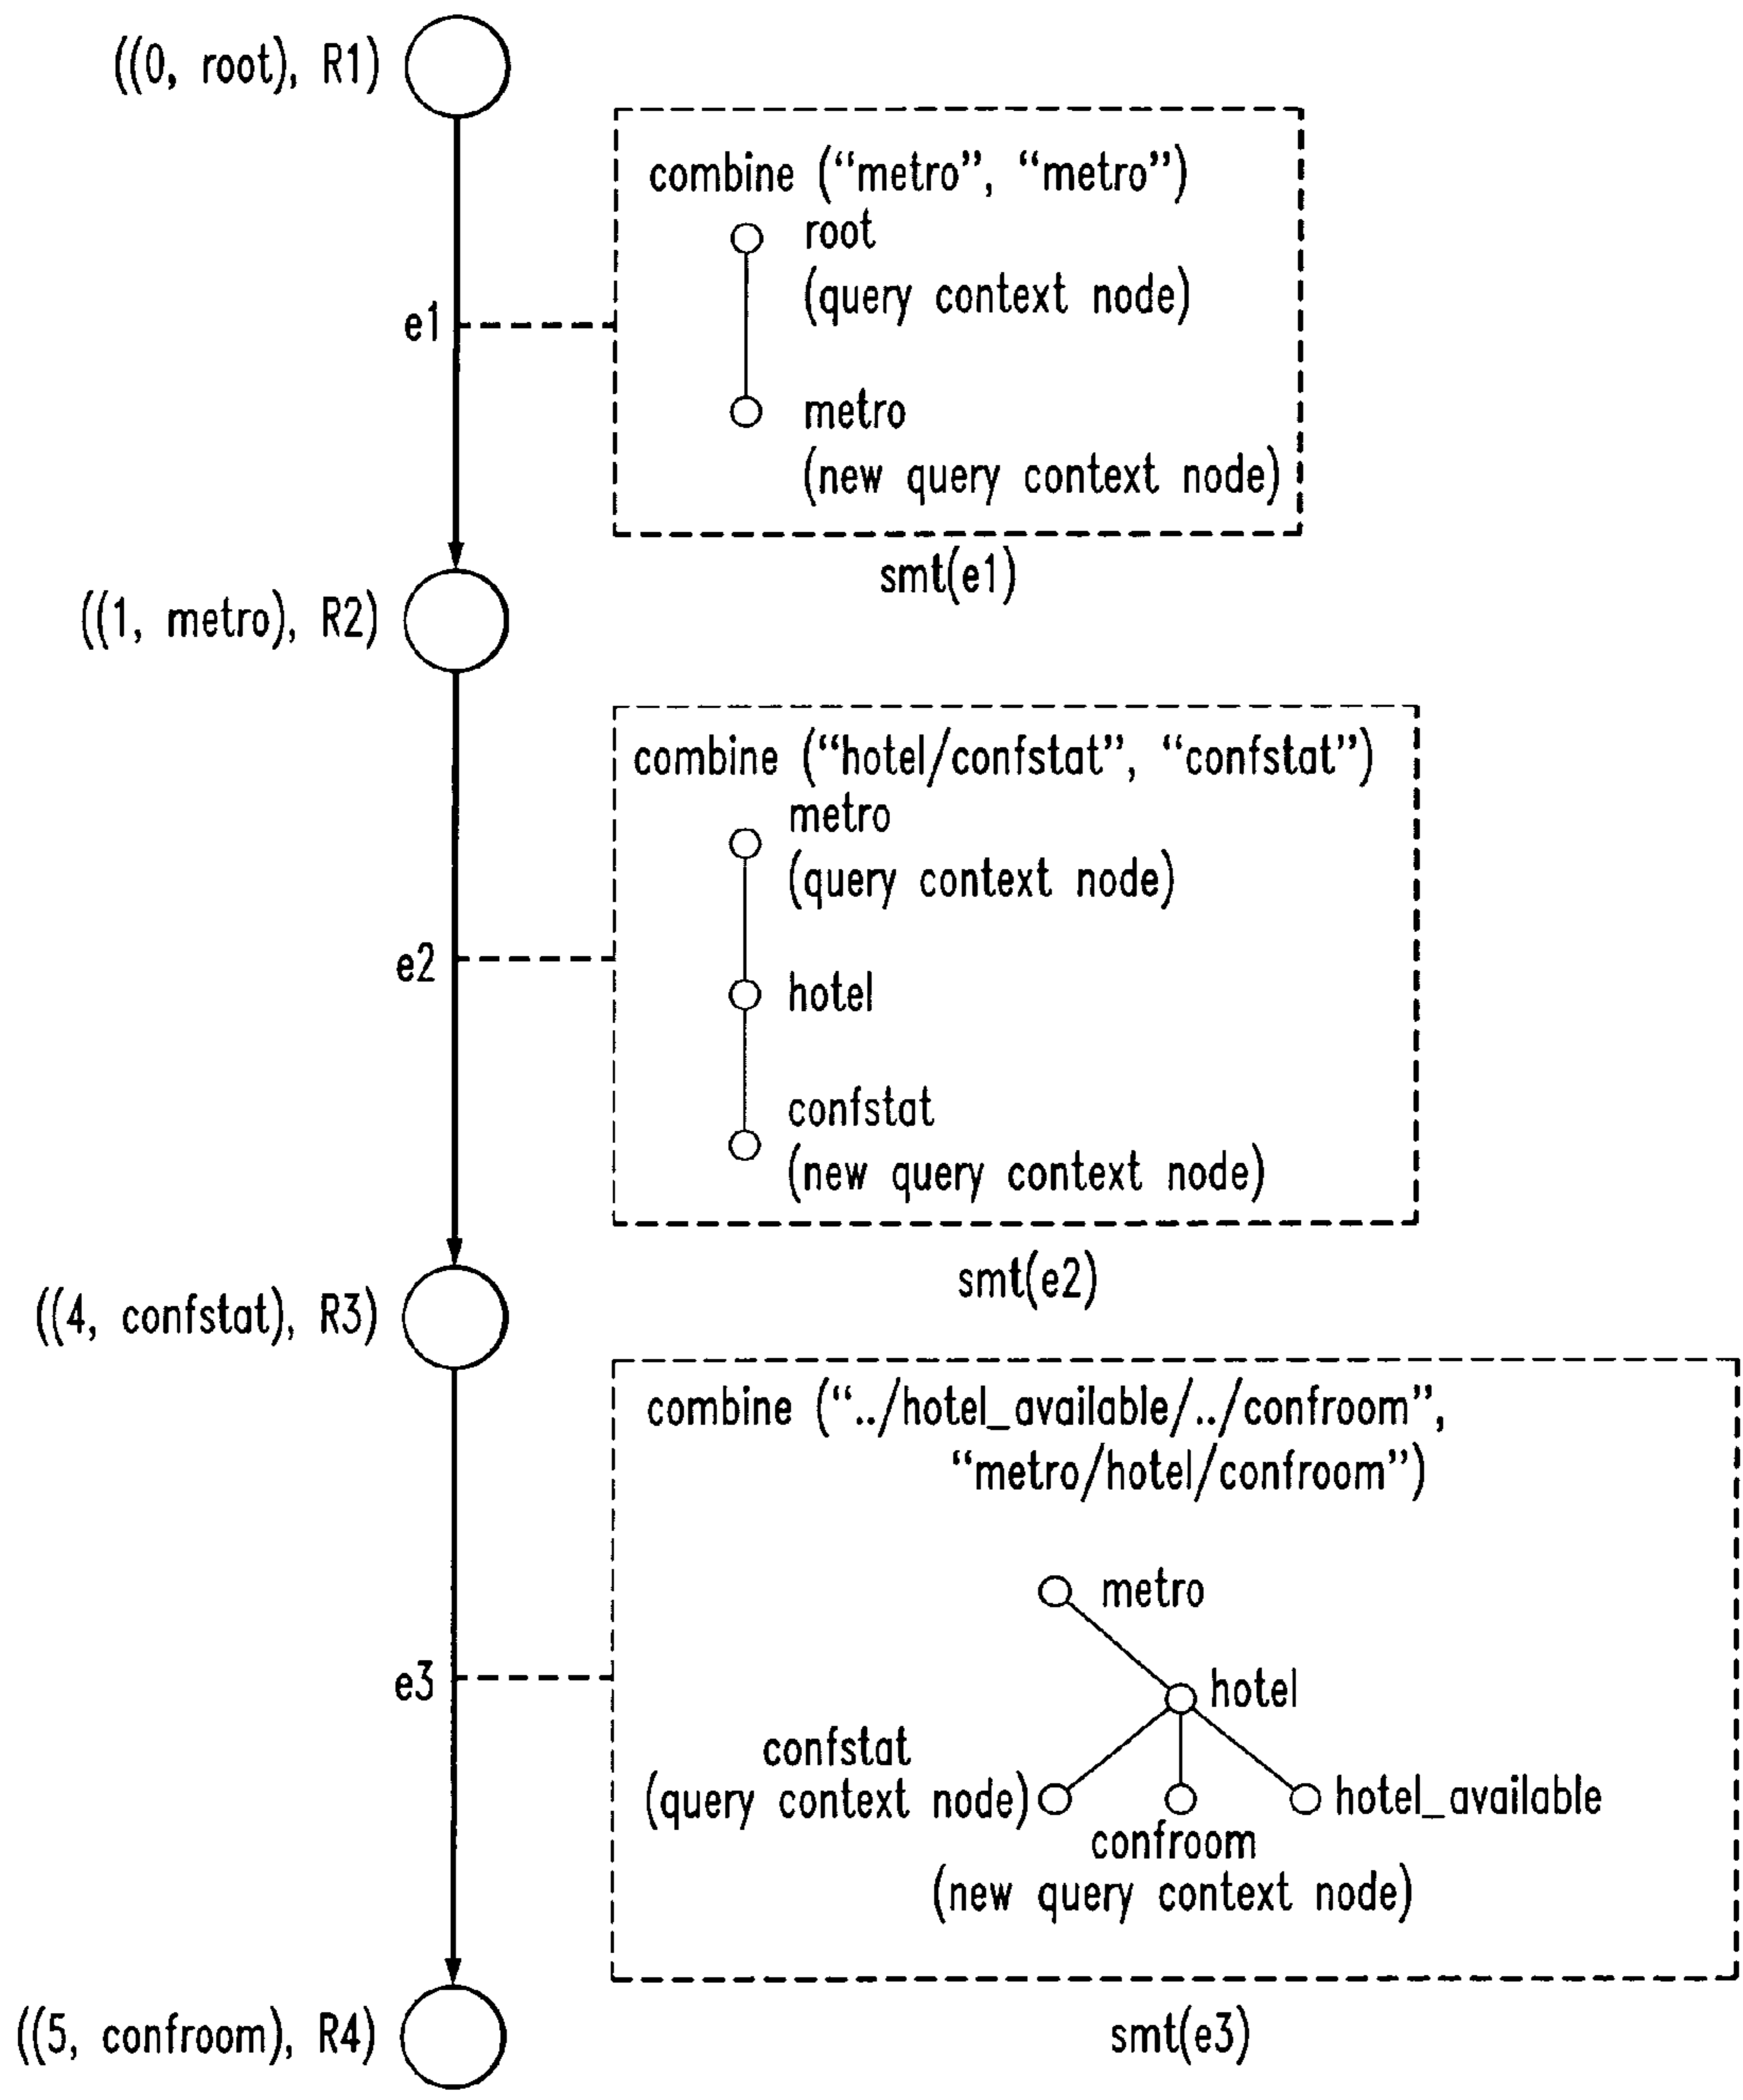 ((0, root), R1)
combine (“metro”, “metro”)
root
(query context node)
e1
metro
(new query context node)
smt(e1)
((1, metro), R2)
combine (“hotel/confstat”, “confstat”)
metro
(query context node)
e2
hotel
confstat
(new query context node)
smt(e2)
((4, confstat), R3)
combine (“../hotel_available/../confroom”,
“metro/hotel/confroom”)
metro
e3
hotel
confstat
(query context node)
hotel_available
confroom
(new query context node)
smt(e3)
((5, confroom), R4)